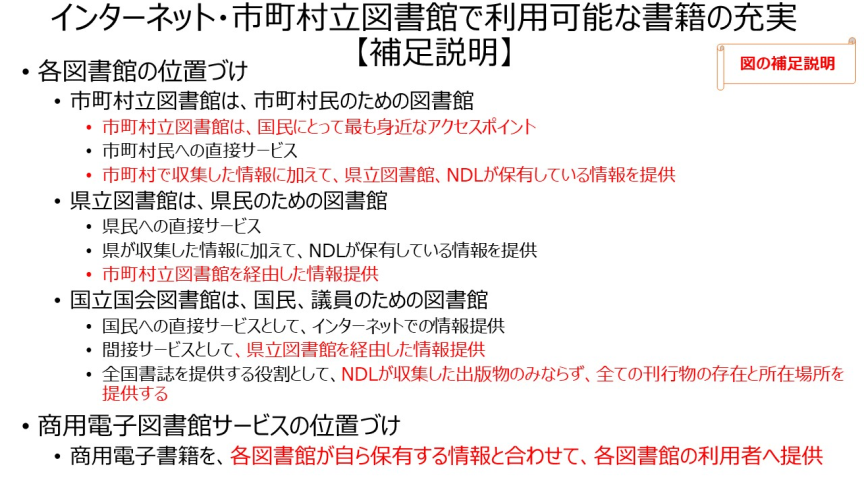 インターネット・市町村立図書館で利用可能な書籍の充実
【補足説明】
図の補足説明
• 各図書館の位置づけ
• 市町村立図書館は、市町村民のための図書館
• 市町村立図書館は、国民にとって最も身近なアクセスポイント
• 市町村民への直接サービス
• 市町村で収集した情報に加えて、県立図書館、NDLが保有している情報を提供
• 県立図書館は、県民のための図書館
• 県民への直接サービス
• 県が収集した情報に加えて、NDLが保有している情報を提供
• 市町村立図書館を経由した情報提供
• 国立国会図書館は、国民、議員のための図書館
• 国民への直接サービスとして、インターネットでの情報提供
• 間接サービスとして、県立図書館を経由した情報提供
• 全国書誌を提供する役割として、NDLが収集した出版物のみならず、全ての刊行物の存在と所在場所を
提供する
• 商用電子図書館サービスの位置づけ
• 商用電子書籍を、各図書館が自ら保有する情報と合わせて、各図書館の利用者へ提供